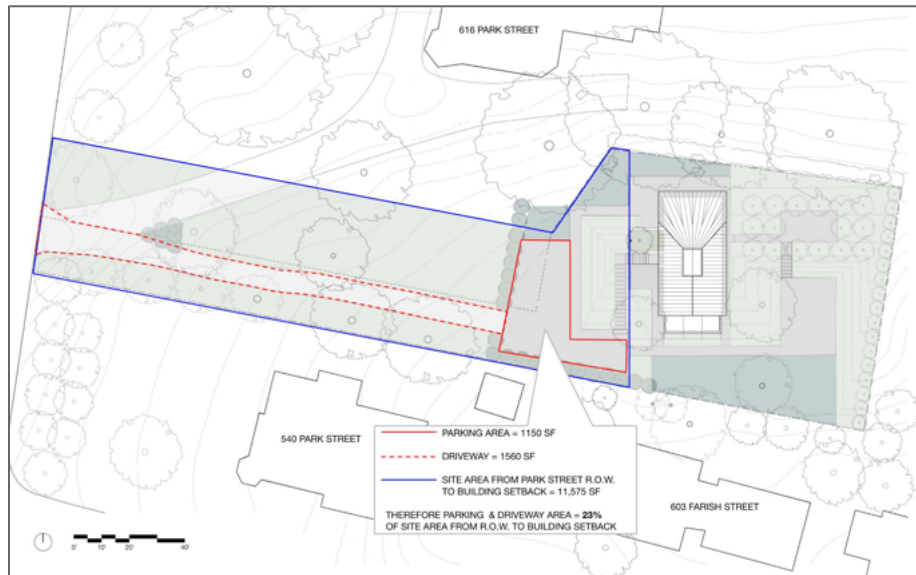 616 PARK STREET
540 PARK STREET
PARKING AREA = 1150 SF
DRIVEWAY = 1560 SF
SITE AREA FROM PARK STREET R.O.W.
TO BUILDING SETBACK = 11,575 SF
THEREFORE PARKING & DRIVEWAY AREA = 23%
OF SITE AREA FROM R.O.W. TO BUILDING SETBACK
603 FARISH STREET
0' 10' 20' 40'